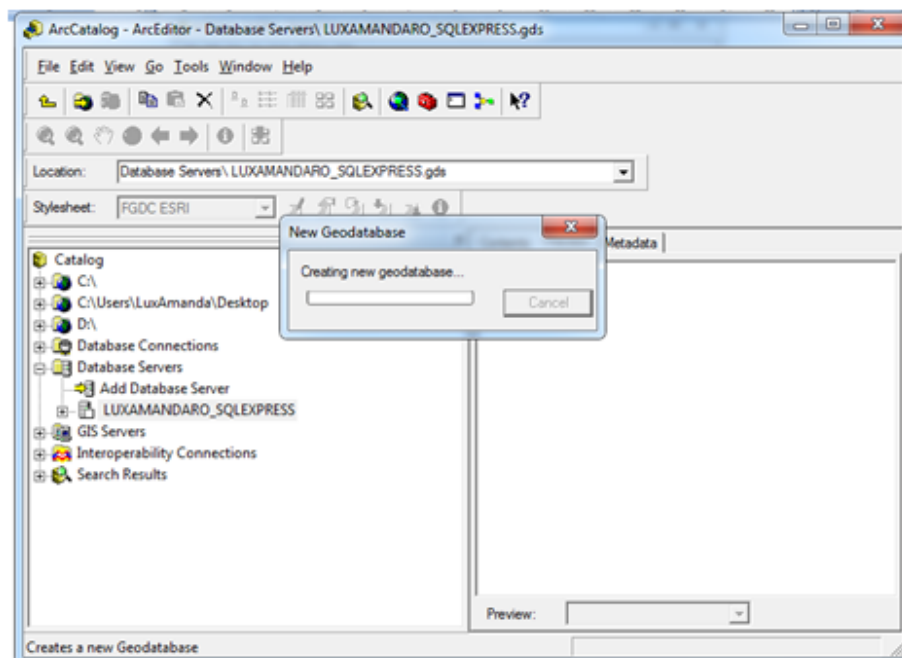 ArcCatalog - ArcEditor - Database Servers\ LUXAMANDARO_SQLEXPRESS.gds
File Edit View Go Tools Window Help
Location: Database Servers\ LUXAMANDARO_SQLEXPRESS.gds
Stylesheet: FGDC ESRI
New Geodatabase
Creating new geodatabase...
Cancel
Metadata
Catalog
C:\
C:\Users\LuxAmanda\Desktop
D:\
Database Connections
Database Servers
Add Database Server
LUXAMANDARO_SQLEXPRESS
GIS Servers
Interoperability Connections
Search Results
Preview:
Creates a new Geodatabase